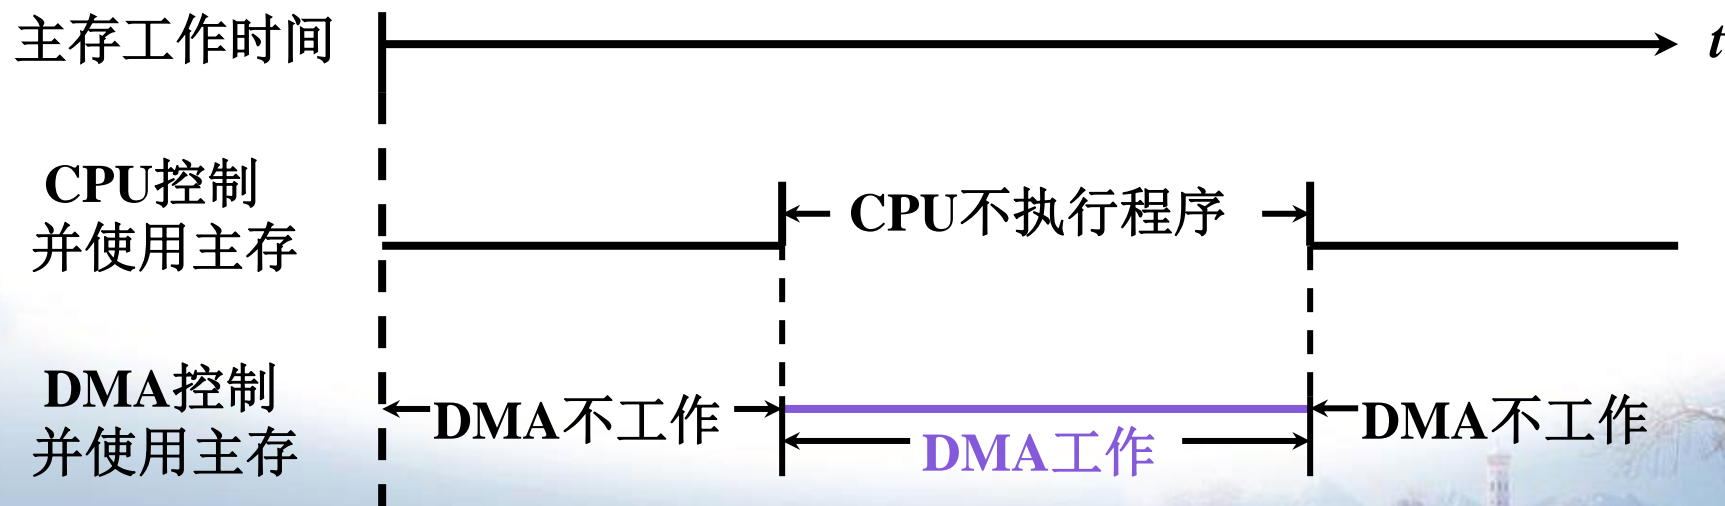 主存工作时间
t
CPU控制
并使用主存
CPU不执行程序
DMA控制
并使用主存
DMA不工作
DMA工作
DMA不工作